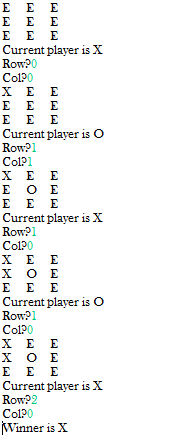 E E E
E E E
E E E
Current player is X
Row?0
Col?0
X E E
E E E
E E E
Current player is O
Row?1
Col?1
X E E
E O E
E E E
Current player is X
Row?1
Col?0
X E E
X O E
E E E
Current player is O
Row?1
Col?0
X E E
X O E
E E E
Current player is X
Row?2
Col?0
Winner is X